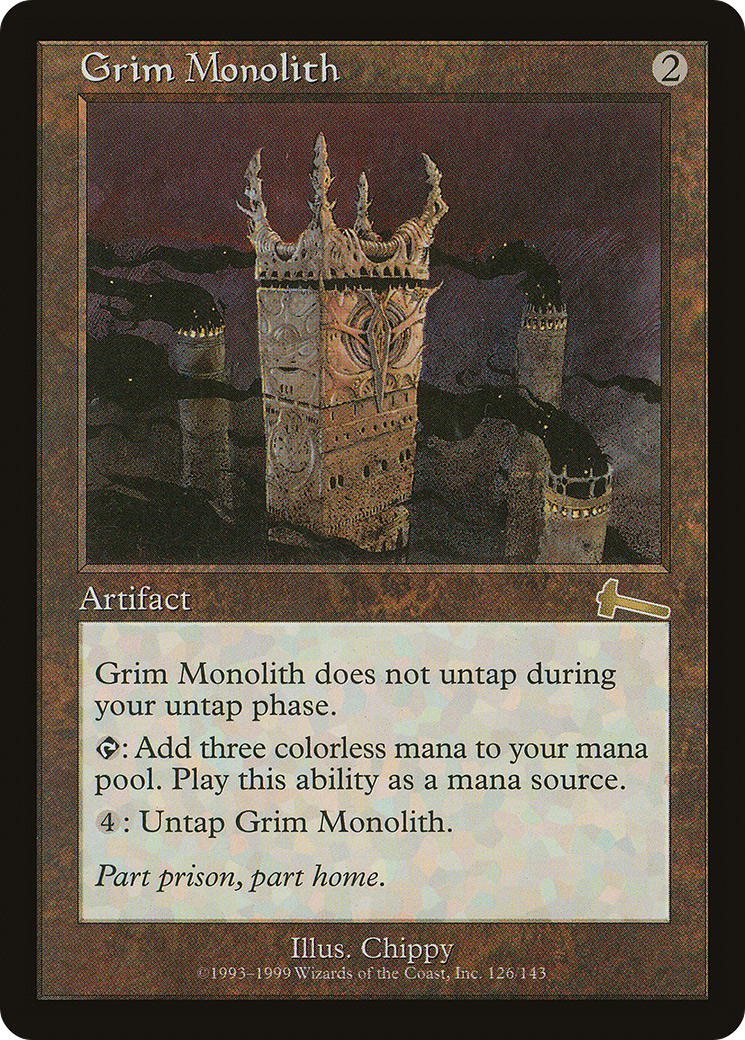 Grim Monolith 2
Artifact
Grim Monolith does not untap during
your untap phase.
: Add three colorless mana to your mana
pool. Play this ability as a mana source.
4: Untap Grim Monolith.
Part prison, part home.
Illus. Chippy
©1993–1999 Wizards of the Coast, Inc. 126/143